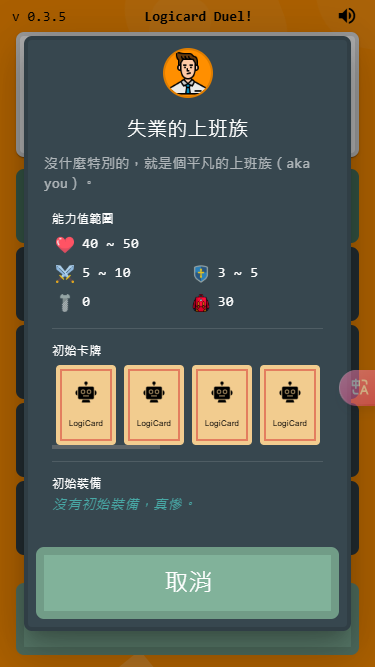 v 0.3.5
Logicard Duel!
失業的上班族
沒什麼特別的，就是個平凡的上班族（aka
you）。
能力值範圍
40 ~ 50
5 ~ 10
3 ~ 5
0
30
初始卡牌
LogiCard
LogiCard
LogiCard
LogiCard
初始裝備
沒有初始裝備，真慘。
取消